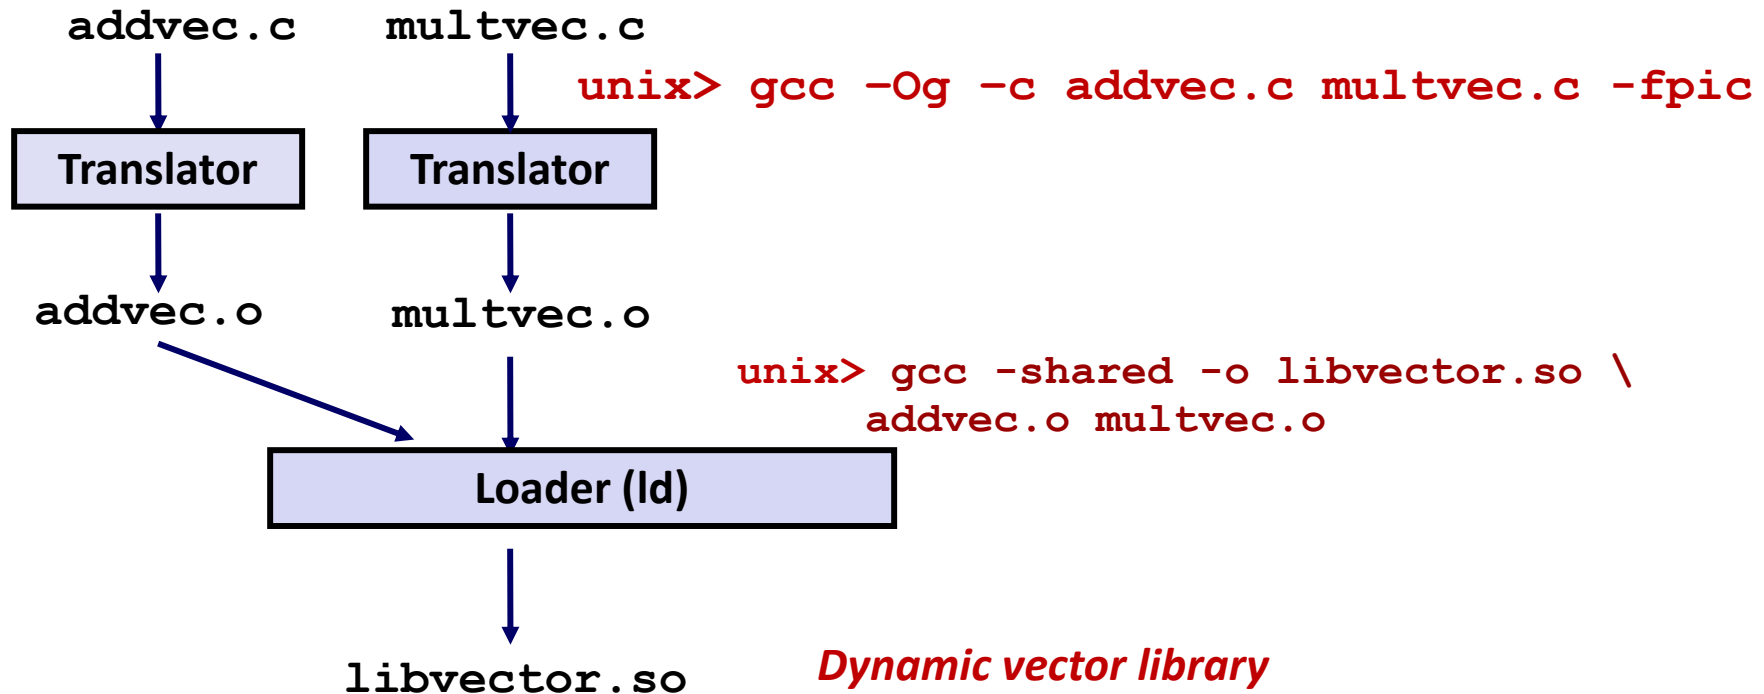 addvec.c multvec.c
unix> gcc –Og –c addvec.c multvec.c -fpic
Translator Translator
addvec.o multvec.o
unix> gcc -shared -o libvector.so \
addvec.o multvec.o
Loader (ld)
libvector.so
Dynamic vector library